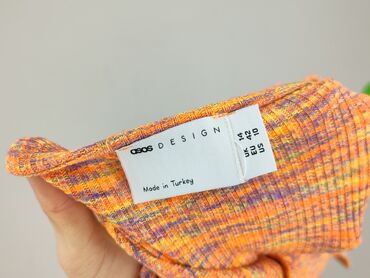 asos DESIGN
Made in Turkey
UK 14
EU 42
US 10